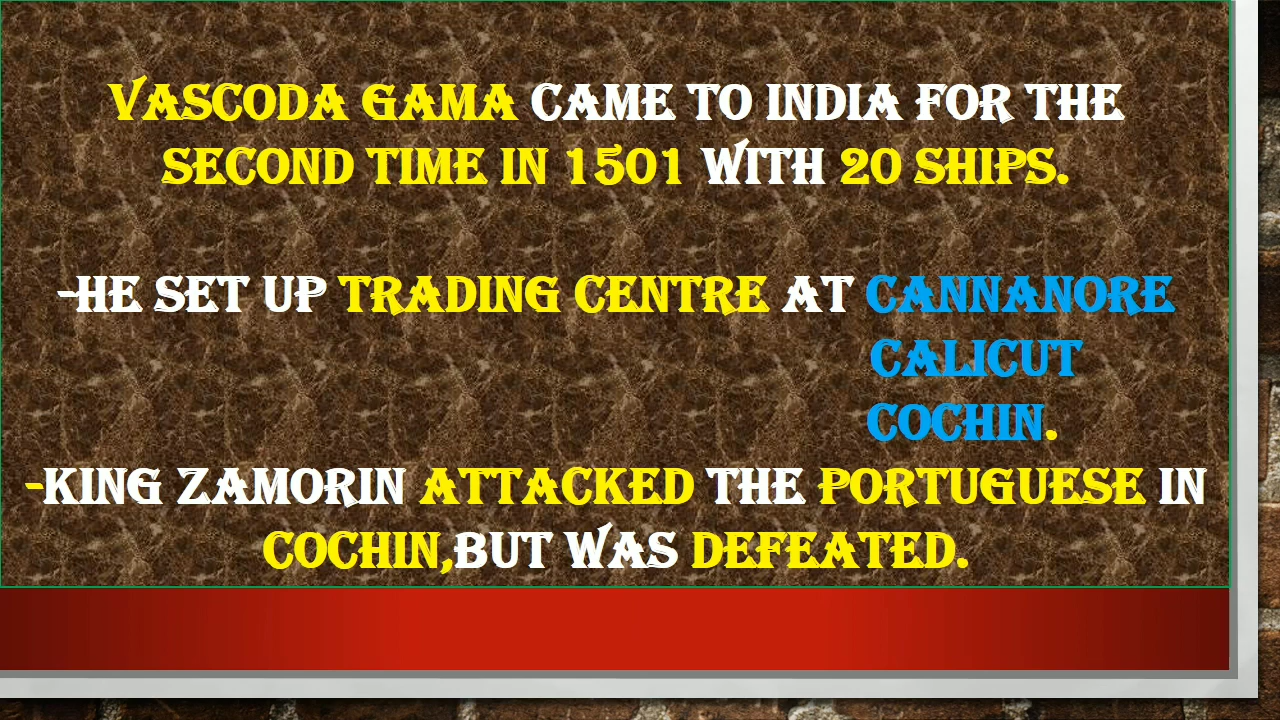 VASCODA GAMA CAME TO INDIA FOR THE
SECOND TIME IN 1501 WITH 20 SHIPS.
-HE SET UP TRADING CENTRE AT CANNANORE
CALICUT
COCHIN.
-KING ZAMORIN ATTACKED THE PORTUGUESE IN
COCHIN,BUT WAS DEFEATED.